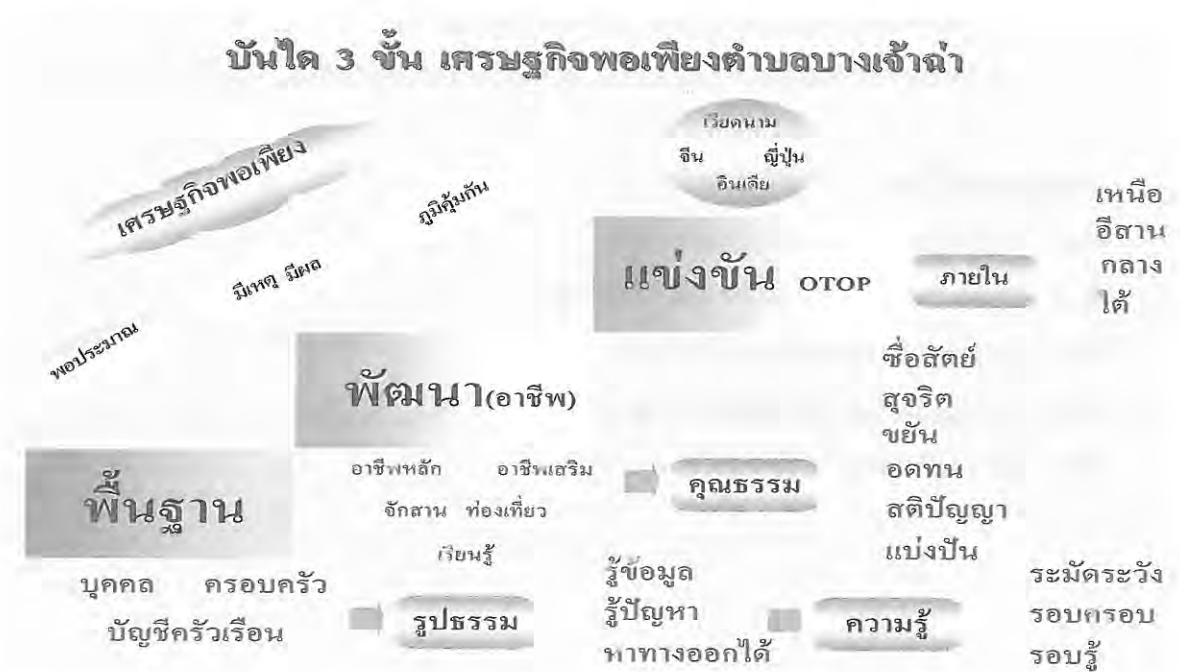 บันได 3 ขั้น เศรษฐกิจพอเพียงตำบลบางเจ้าฉ่า
เศรษฐกิจพอเพียง
ภูมิคุ้มกัน
มีเหตุ มีผล
พอประมาณ
เวียดนาม
จีน ญี่ปุ่น
อินเดีย
แข่งขัน OTOP
ภายใน
เหนือ
อีสาน
กลาง
ใต้
พัฒนา(อาชีพ)
อาชีพหลัก อาชีพเสริม
จักสาน ท่องเที่ยว
เรียนรู้
คุณธรรม
ซื่อสัตย์
สุจริต
ขยัน
อดทน
สติปัญญา
แบ่งปัน
พื้นฐาน
บุคคล ครอบครัว
บัญชีครัวเรือน
รูปธรรม
รู้ข้อมูล
รู้ปัญหา
หาทางออกได้
ความรู้
ระมัดระวัง
รอบครอบ
รอบรู้